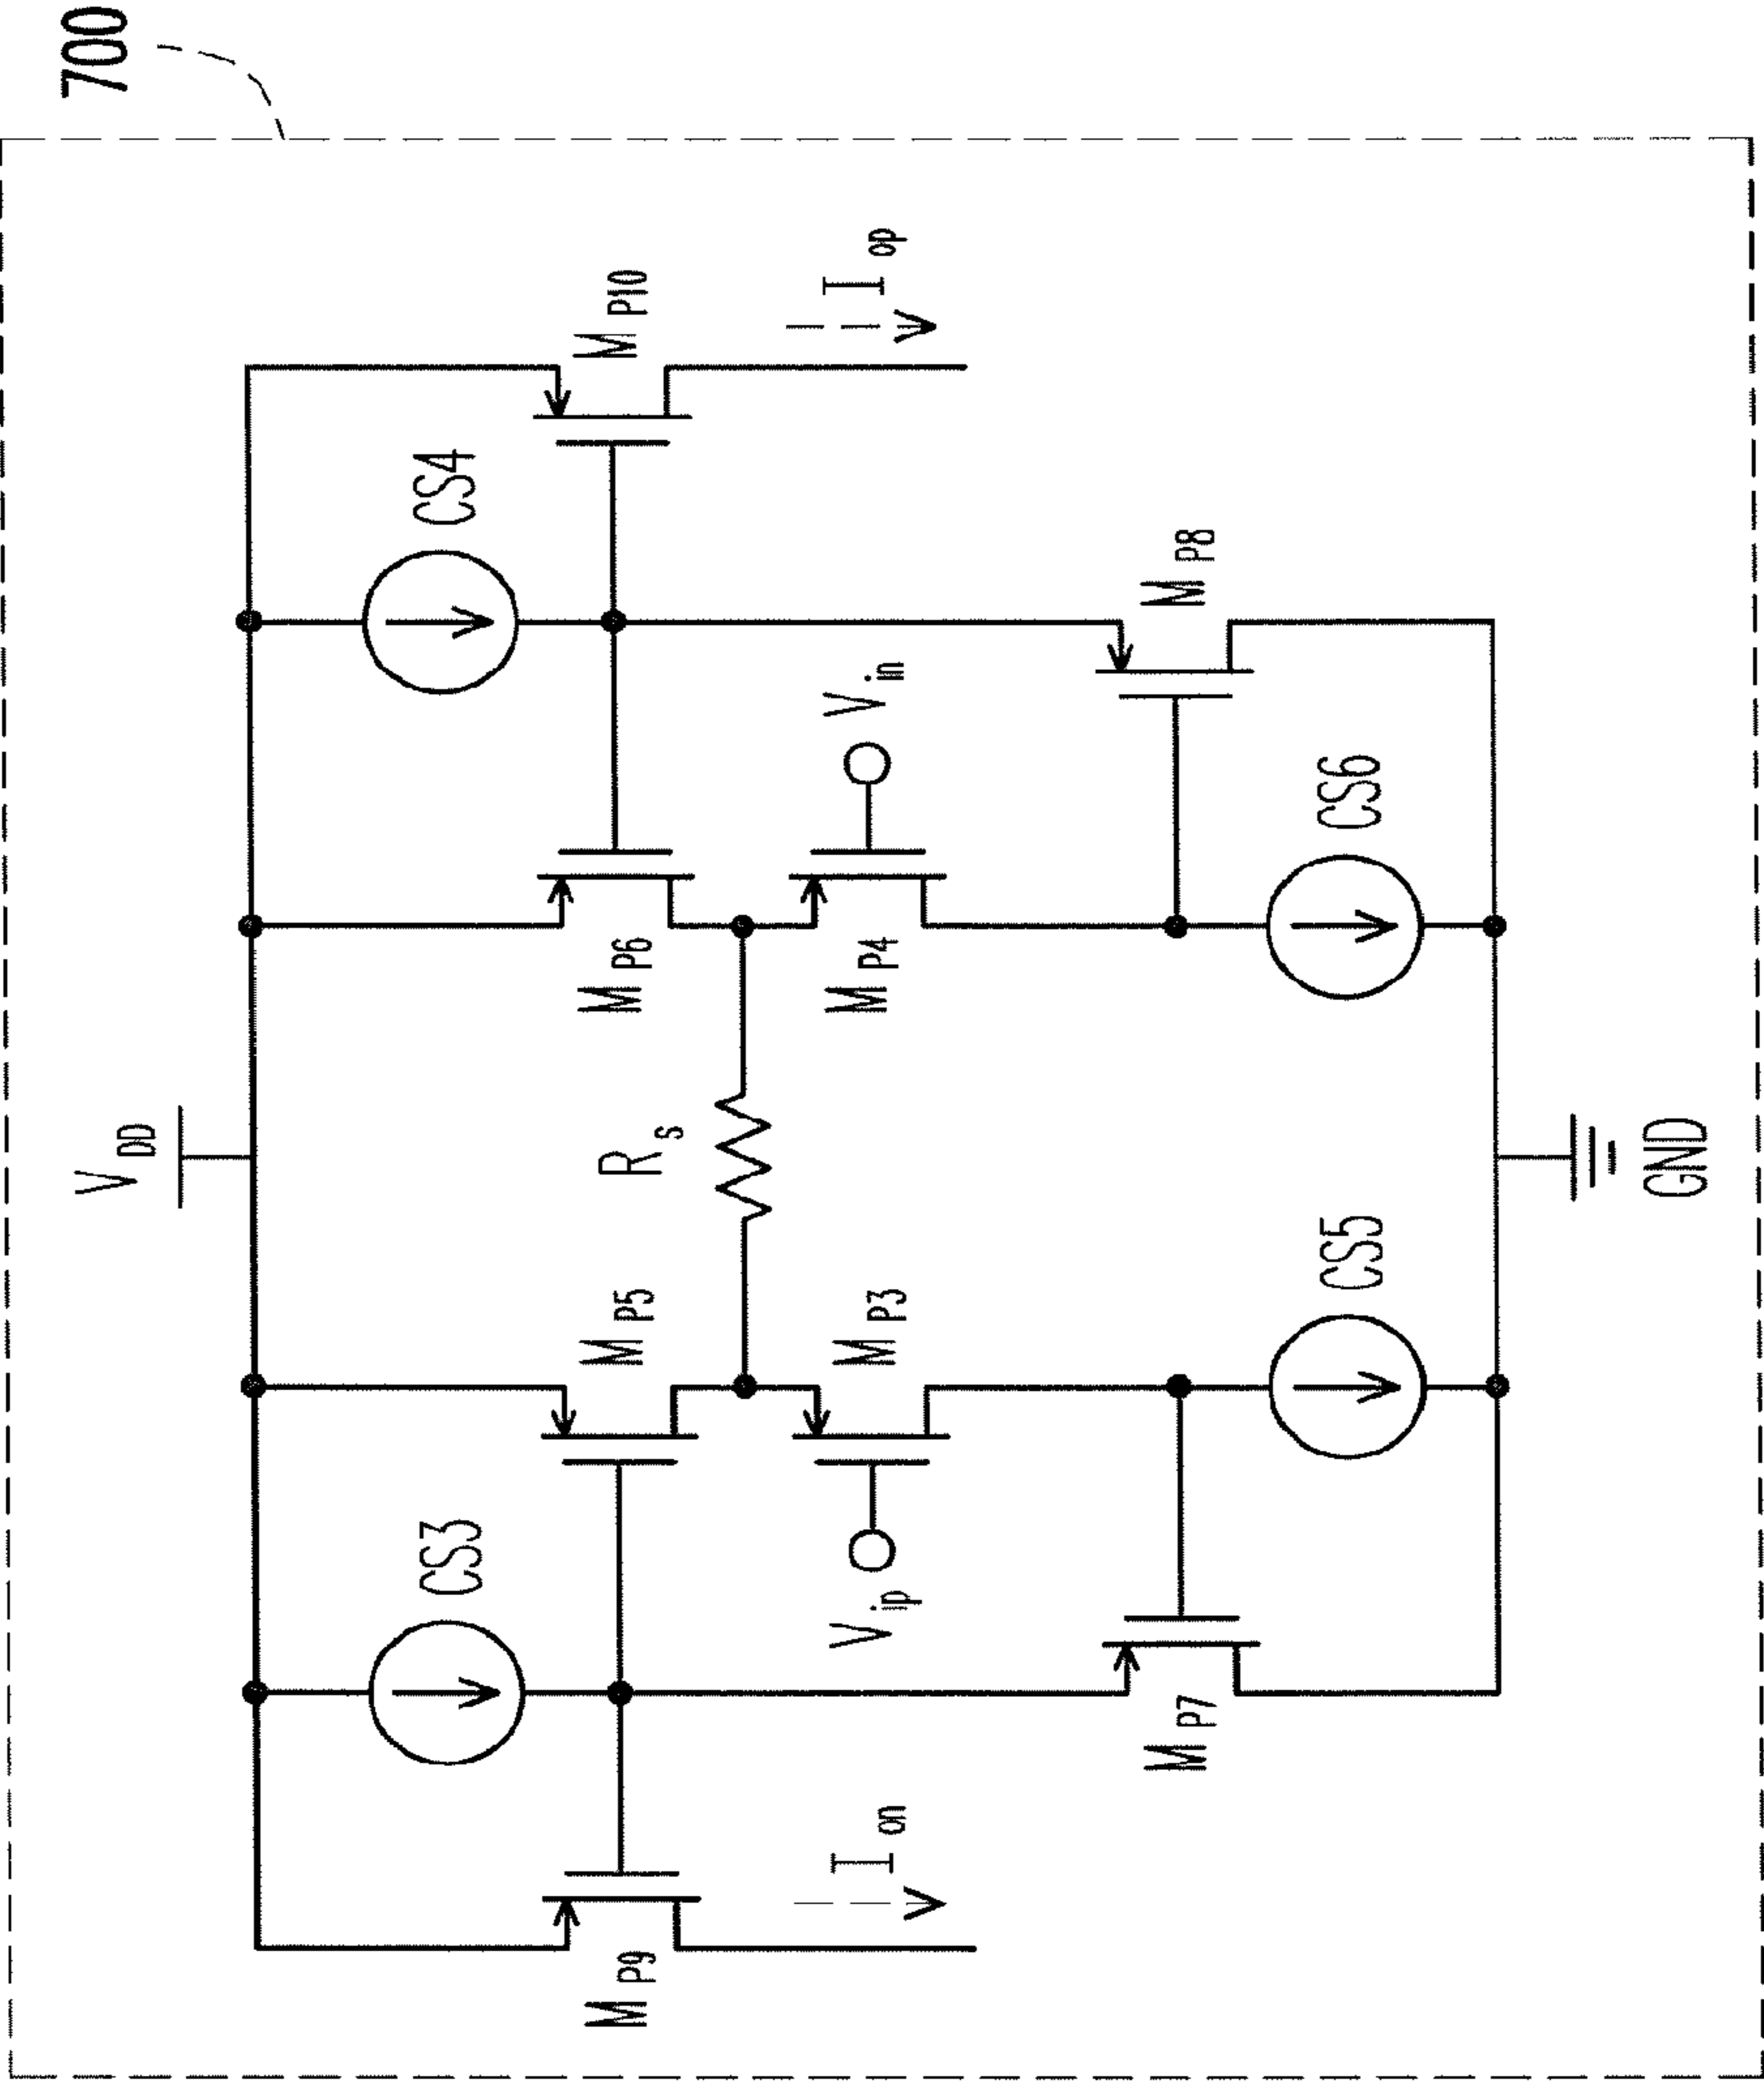 700
V_DD
CS3
CS4
M_P9
M_P5
M_P6
M_P10
R_s
I_on
V_ip
M_P3
M_P4
V_in
I_op
M_P7
M_P8
CS5
CS6
GND